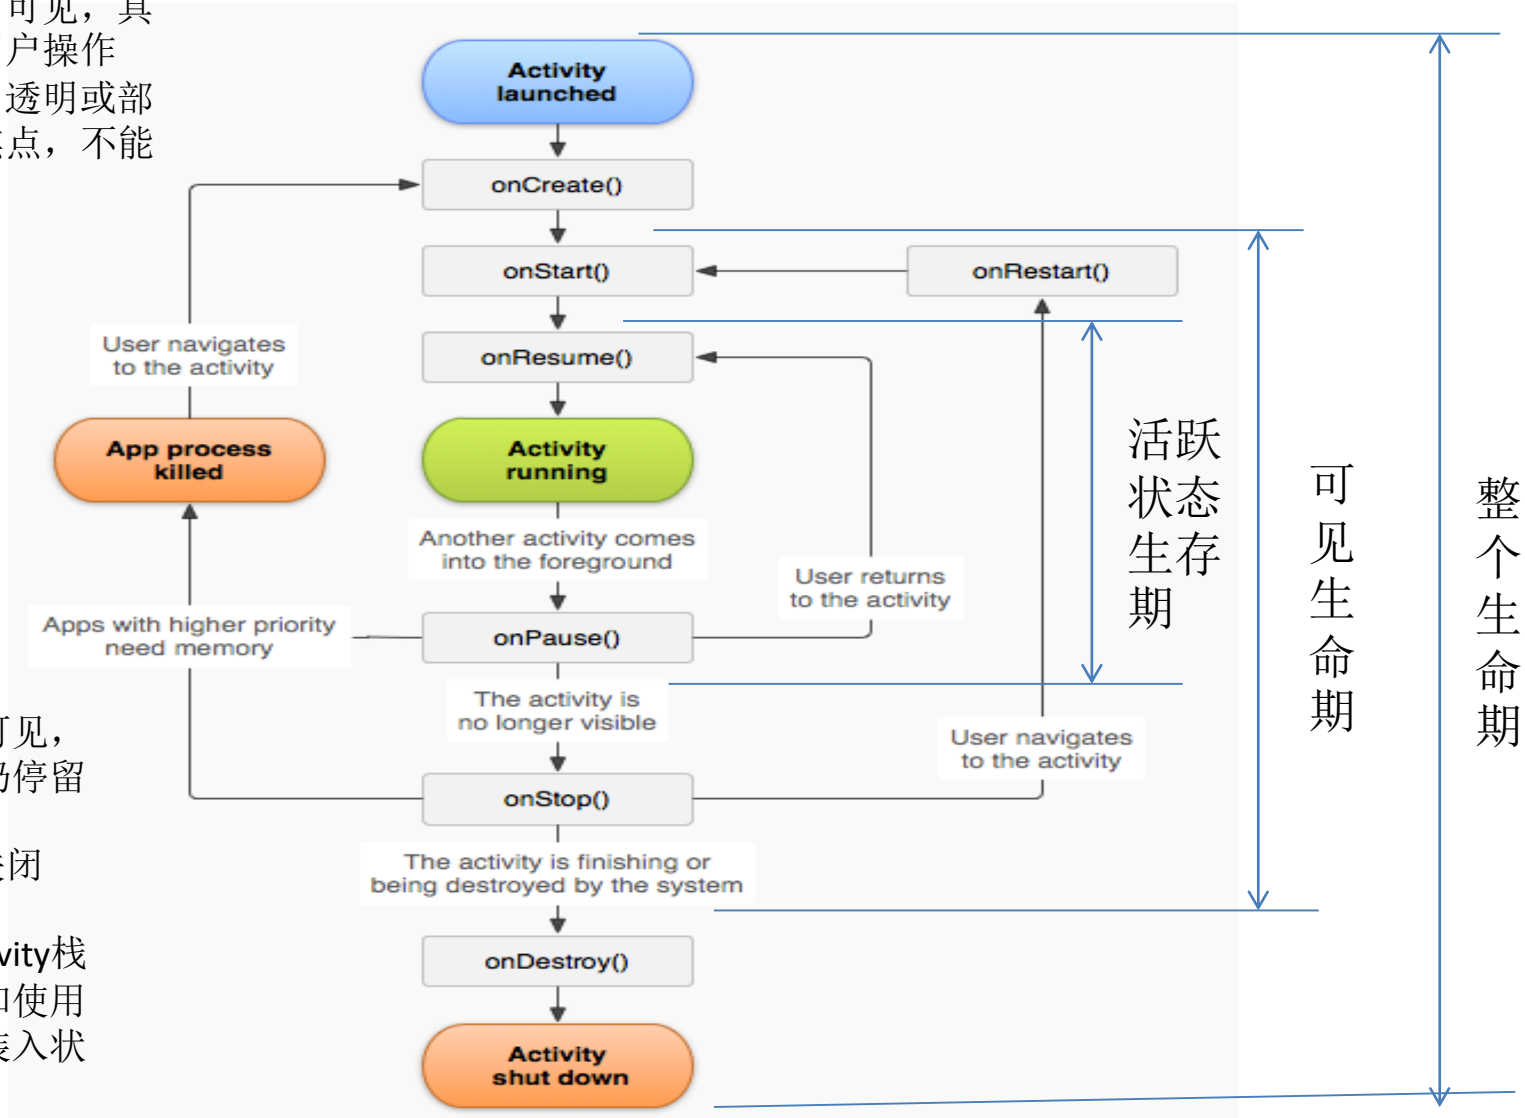 可见，具
户操作
透明或部
点，不能
Activity
launched
onCreate()
onStart()
onRestart()
User navigates
to the activity
onResume()
App process
killed
Activity
running
Another activity comes
into the foreground
User returns
to the activity
Apps with higher priority
need memory
onPause()
The activity is
no longer visible
User navigates
to the activity
onStop()
The activity is finishing or
being destroyed by the system
onDestroy()
Activity
shut down
活跃
状态
生存
期
可
见
生
命
期
整
个
生
命
期
可见，
仍停留
关闭
vity栈
和使用
装入状